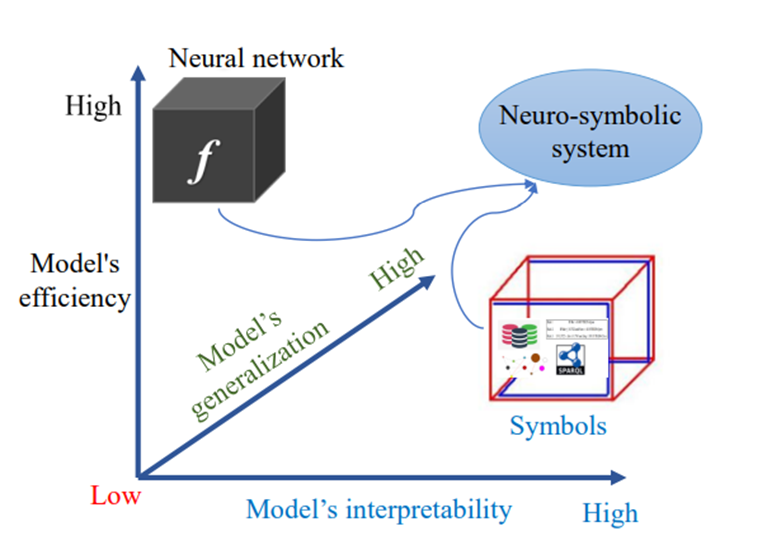 Neural network
High
f
Neuro-symbolic
system
Model's
efficiency
High
Model's
generalization
SPARQL
Symbols
Low
Model's interpretability
High